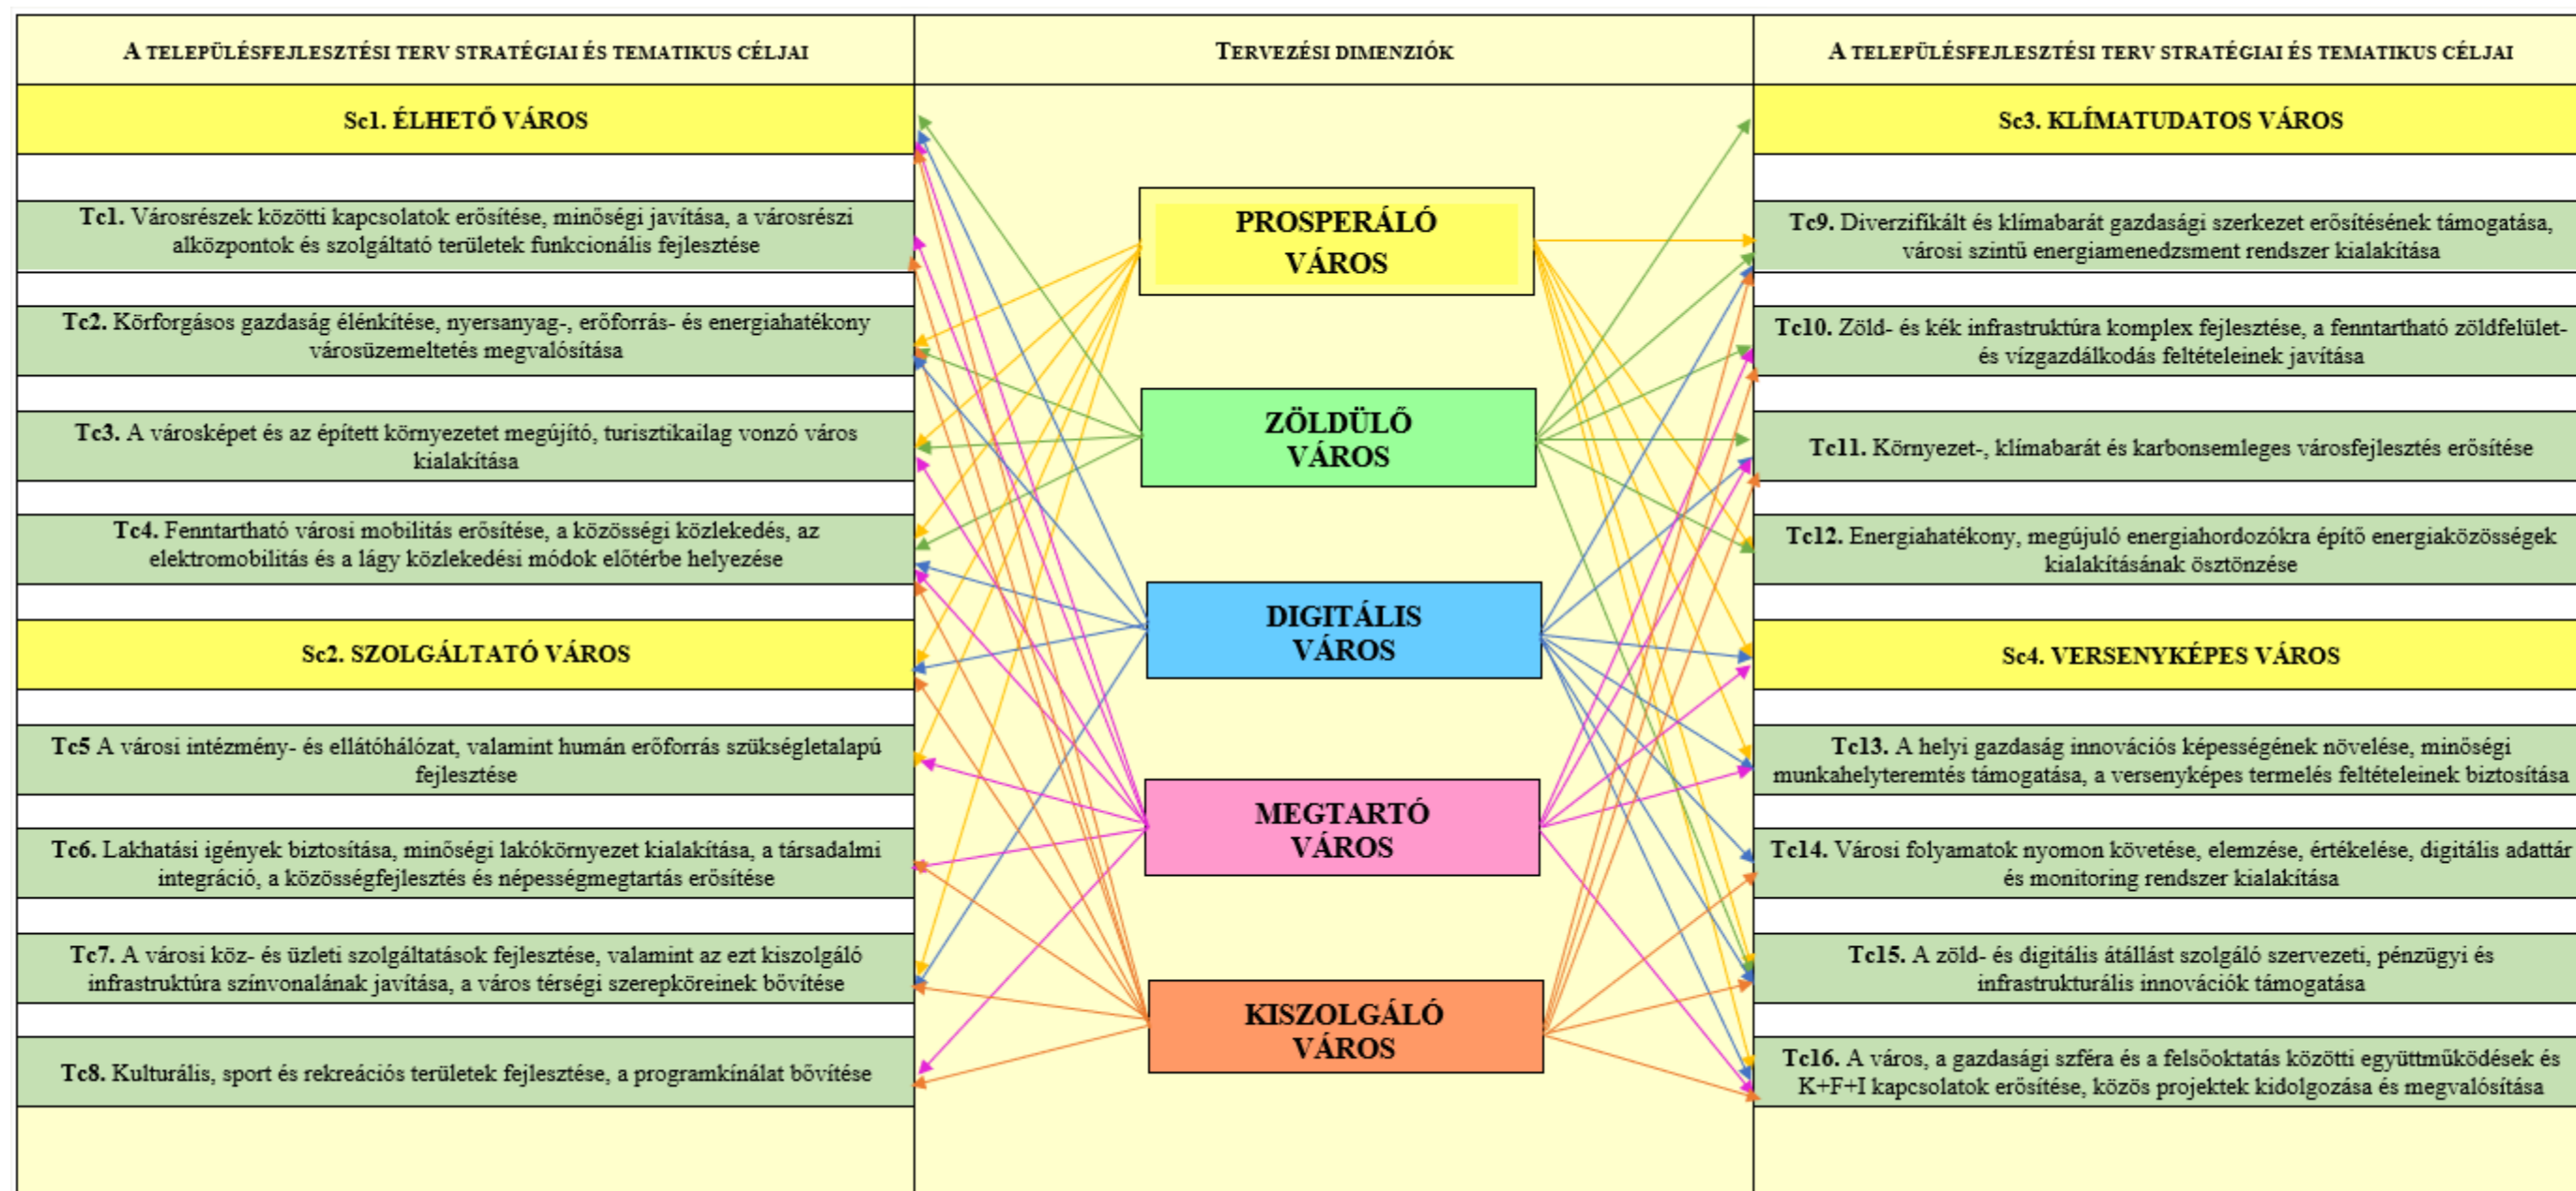 A TELEPÜLÉSFEJLESZTÉSI TERV STRATÉGIAI ÉS TEMATIKUS CÉLJAI
Sc1. ÉLHETŐ VÁROS
Tc1. Városrészek közötti kapcsolatok erősítése, minőségi javítása, a városrészi
alközpontok és szolgáltató területek funkcionális fejlesztése
Tc2. Körforgásos gazdaság élénkítése, nyersanyag-, erőforrás- és energiahatékony
városüzemeltetés megvalósítása
Tc3. A városképet és az épített környezetet megújító, turisztikailag vonzó város
kialakítása
Tc4. Fenntartható városi mobilitás erősítése, a közösségi közlekedés, az
elektromobilitás és a lágy közlekedési módok előtérbe helyezése
Sc2. SZOLGÁLTATÓ VÁROS
Tc5 A városi intézmény- és ellátóhálózat, valamint humán erőforrás szükségletalapú
fejlesztése
Tc6. Lakhatási igények biztosítása, minőségi lakókörnyezet kialakítása, a társadalmi
integráció, a közösségfejlesztés és népességmegtartás erősítése
Tc7. A városi köz- és üzleti szolgáltatások fejlesztése, valamint az ezt kiszolgáló
infrastruktúra színvonalának javítása, a város térségi szerepköreinek bővítése
Tc8. Kulturális, sport és rekreációs területek fejlesztése, a programkínálat bővítése
TERVEZÉSI DIMENZIÓK
PROSPERÁLÓ
VÁROS
ZÖLDÜLŐ
VÁROS
DIGITÁLIS
VÁROS
MEGTARTÓ
VÁROS
KISZOLGÁLÓ
VÁROS
A TELEPÜLÉSFEJLESZTÉSI TERV STRATÉGIAI ÉS TEMATIKUS CÉLJAI
Sc3. KLÍMATUDATOS VÁROS
Tc9. Diverzifikált és klímabarát gazdasági szerkezet erősítésének támogatása,
városi szintű energiamenedzsment rendszer kialakítása
Tc10. Zöld- és kék infrastruktúra komplex fejlesztése, a fenntartható zöldfelület-
és vízgazdálkodás feltételeinek javítása
Tc11. Környezet-, klímabarát és karbonsemleges városfejlesztés erősítése
Tc12. Energiahatékony, megújuló energiahordozókra építő energiaközösségek
kialakításának ösztönzése
Sc4. VERSENYKÉPES VÁROS
Tc13. A helyi gazdaság innovációs képességének növelése, minőségi
munkahelyteremtés támogatása, a versenyképes termelés feltételeinek biztosítása
Tc14. Városi folyamatok nyomon követése, elemzése, értékelése, digitális adattár
és monitoring rendszer kialakítása
Tc15. A zöld- és digitális átállást szolgáló szervezeti, pénzügyi és
infrastrukturális innovációk támogatása
Tc16. A város, a gazdasági szféra és a felsőoktatás közötti együttműködések és
K+F+I kapcsolatok erősítése, közös projektek kidolgozása és megvalósítása